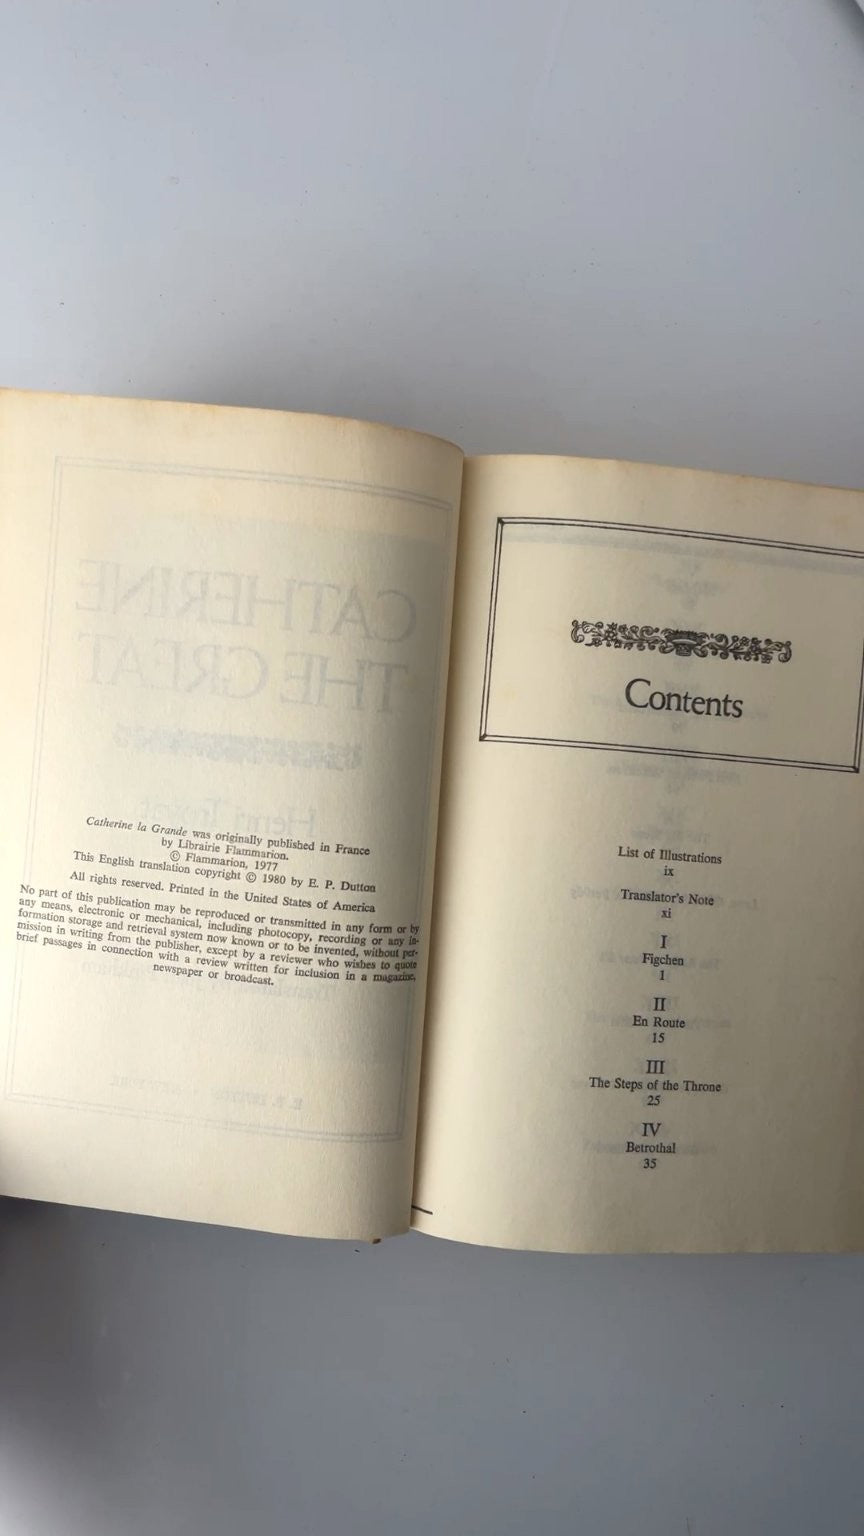 CATHERINE
THE GREAT
Henri Troyat
Catherine la Grande was originally published in France
by Librairie Flammarion.
© Flammarion, 1977
This English translation copyright © 1980 by E. P. Dutton
All rights reserved. Printed in the United States of America
No part of this publication may be reproduced or transmitted in any form or by
any means, electronic or mechanical, including photocopy, recording or any in-
formation storage and retrieval system now known or to be invented, without per-
mission in writing from the publisher, except by a reviewer who wishes to quote
brief passages in connection with a review written for inclusion in a magazine,
newspaper or broadcast.
Contents
List of Illustrations
ix
Translator's Note
xi
I
Figchen
1
II
En Route
15
III
The Steps of the Throne
25
IV
Betrothal
35